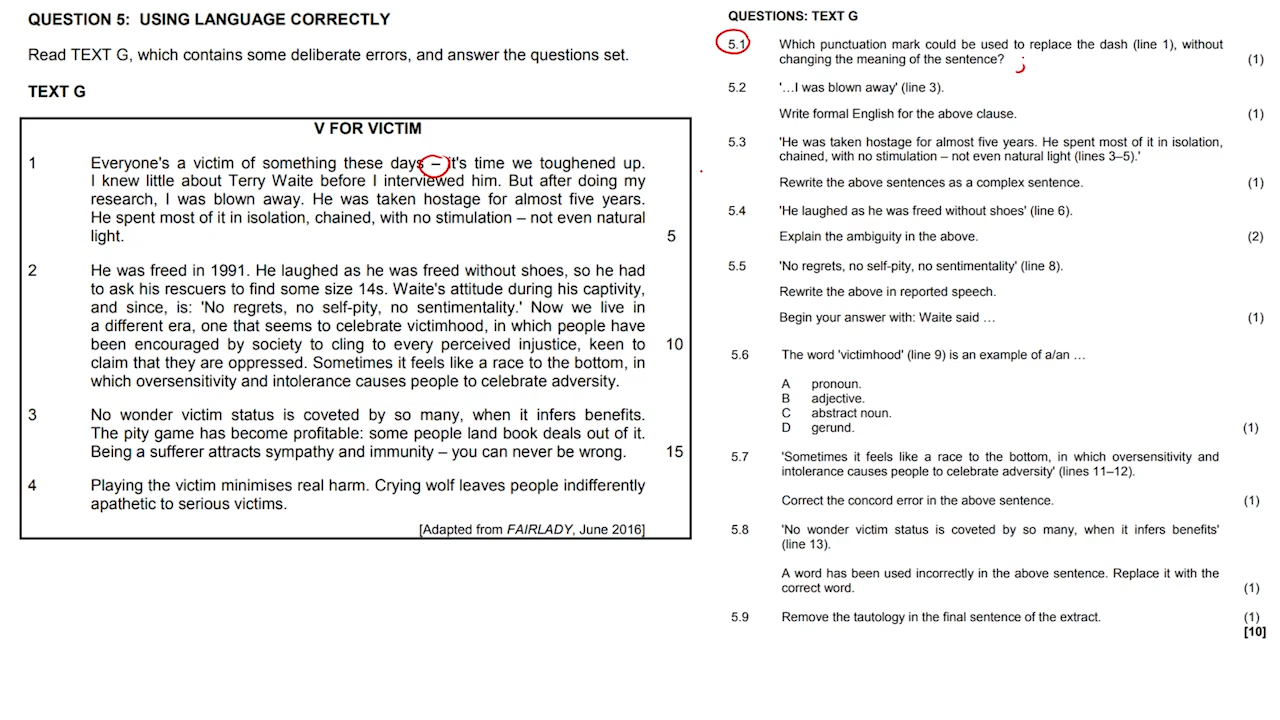 QUESTION 5: USING LANGUAGE CORRECTLY
Read TEXT G, which contains some deliberate errors, and answer the questions set.
TEXT G
V FOR VICTIM
1 Everyone's a victim of something these days – it's time we toughened up.
I knew little about Terry Waite before I interviewed him. But after doing my
research, I was blown away. He was taken hostage for almost five years.
He spent most of it in isolation, chained, with no stimulation – not even natural
light. 5
2 He was freed in 1991. He laughed as he was freed without shoes, so he had
to ask his rescuers to find some size 14s. Waite's attitude during his captivity,
and since, is: 'No regrets, no self-pity, no sentimentality.' Now we live in
a different era, one that seems to celebrate victimhood, in which people have
been encouraged by society to cling to every perceived injustice, keen to 10
claim that they are oppressed. Sometimes it feels like a race to the bottom, in
which oversensitivity and intolerance causes people to celebrate adversity.
3 No wonder victim status is coveted by so many, when it infers benefits.
The pity game has become profitable: some people land book deals out of it.
Being a sufferer attracts sympathy and immunity – you can never be wrong. 15
4 Playing the victim minimises real harm. Crying wolf leaves people indifferently
apathetic to serious victims.
[Adapted from FAIRLADY, June 2016]
QUESTIONS: TEXT G
5.1 Which punctuation mark could be used to replace the dash (line 1), without
changing the meaning of the sentence? ; (1)
5.2 '…I was blown away' (line 3).
Write formal English for the above clause. (1)
5.3 'He was taken hostage for almost five years. He spent most of it in isolation,
chained, with no stimulation – not even natural light (lines 3–5).'
Rewrite the above sentences as a complex sentence. (1)
5.4 'He laughed as he was freed without shoes' (line 6).
Explain the ambiguity in the above. (2)
5.5 'No regrets, no self-pity, no sentimentality' (line 8).
Rewrite the above in reported speech.
Begin your answer with: Waite said … (1)
5.6 The word 'victimhood' (line 9) is an example of a/an …
A pronoun.
B adjective.
C abstract noun.
D gerund. (1)
5.7 'Sometimes it feels like a race to the bottom, in which oversensitivity and
intolerance causes people to celebrate adversity' (lines 11–12).
Correct the concord error in the above sentence. (1)
5.8 'No wonder victim status is coveted by so many, when it infers benefits'
(line 13).
A word has been used incorrectly in the above sentence. Replace it with the
correct word. (1)
5.9 Remove the tautology in the final sentence of the extract. (1)
[10]